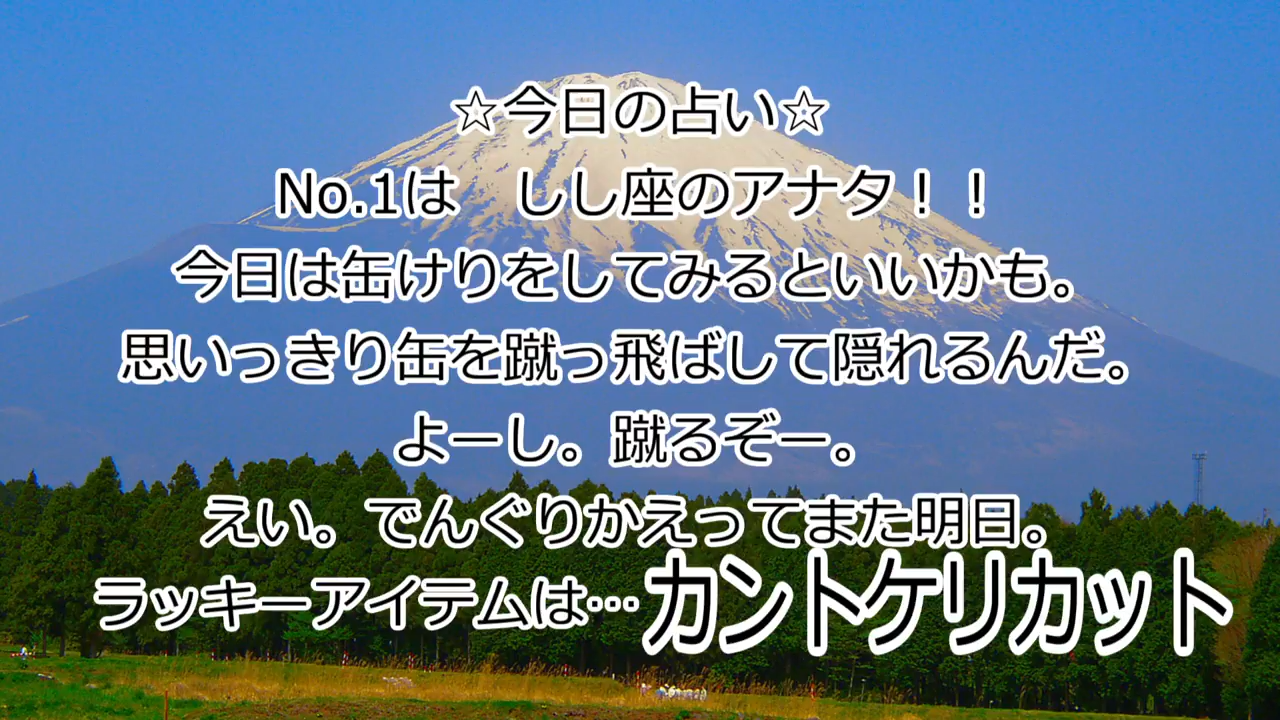 ☆今日の占い☆
No.1は　しし座のアナタ！！
今日は缶けりをしてみるといいかも。
思いっきり缶を蹴っ飛ばして隠れるんだ。
よーし。蹴るぞー。
えい。でんぐりかえってまた明日。
ラッキーアイテムは…カントケリカット